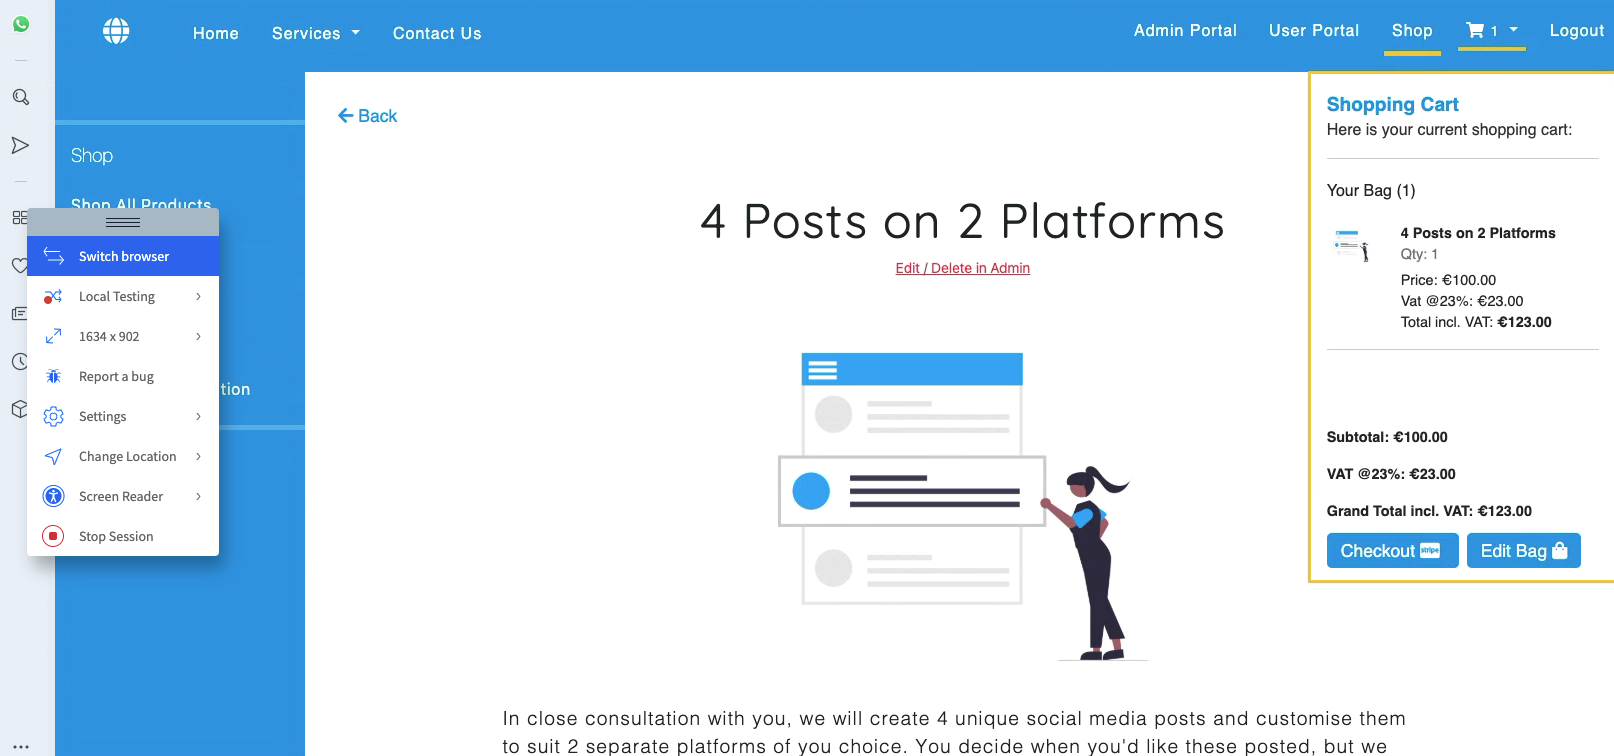 Home
Services
Contact Us
Admin Portal
User Portal
Shop
1
Logout
Shop
Shop All Products
tion
Switch browser
Local Testing
1634 x 902
Report a bug
Settings
Change Location
Screen Reader
Stop Session
Back
4 Posts on 2 Platforms
Edit / Delete in Admin
In close consultation with you, we will create 4 unique social media posts and customise them
to suit 2 separate platforms of you choice. You decide when you'd like these posted, but we
Shopping Cart
Here is your current shopping cart:
Your Bag (1)
4 Posts on 2 Platforms
Qty: 1
Price: €100.00
Vat @23%: €23.00
Total incl. VAT: €123.00
Subtotal: €100.00
VAT @23%: €23.00
Grand Total incl. VAT: €123.00
Checkout stripe
Edit Bag